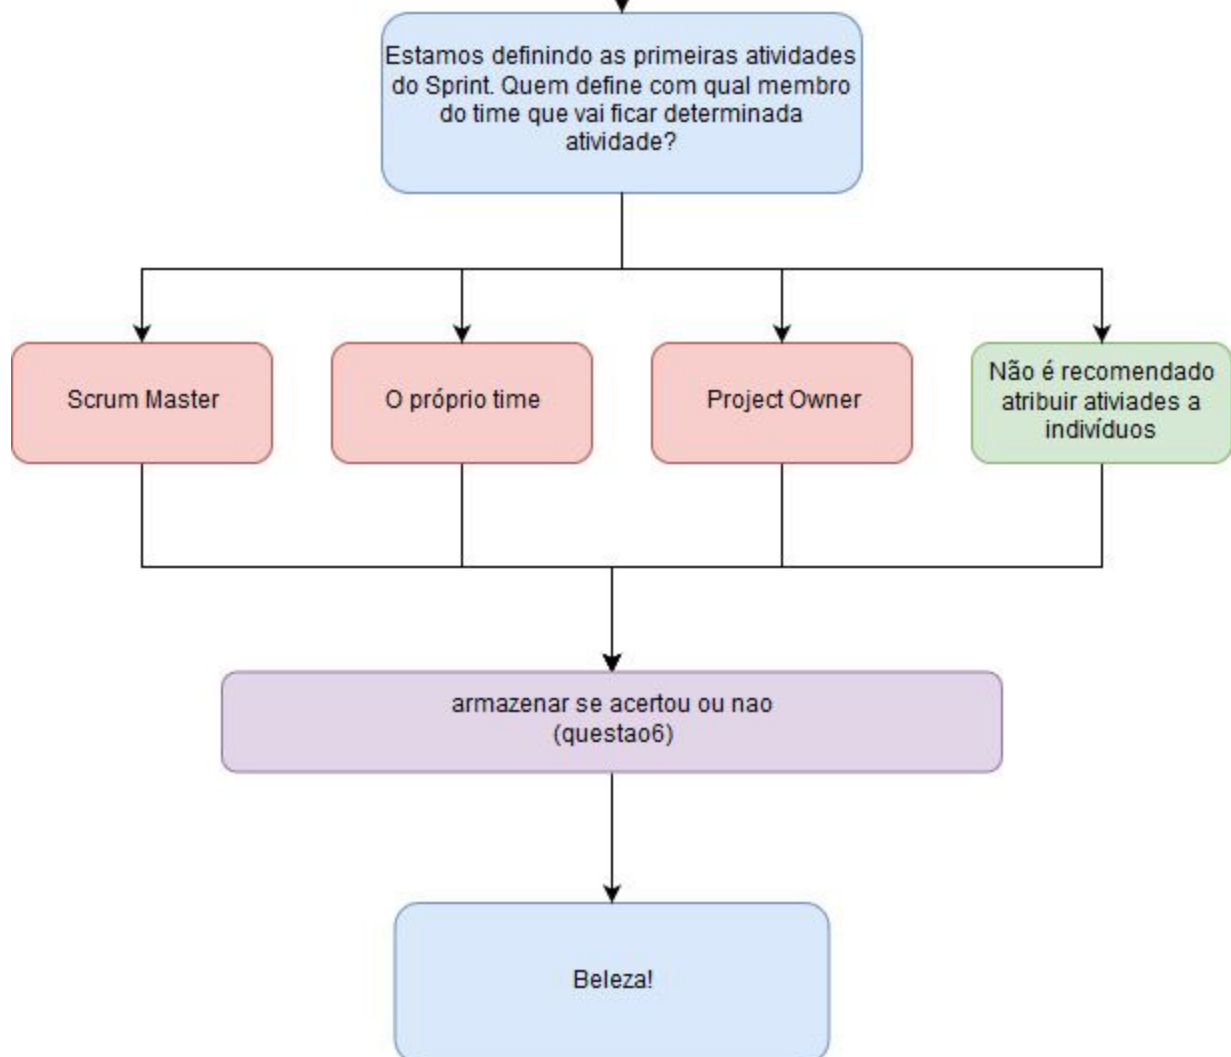 Estamos definindo as primeiras atividades
do Sprint. Quem define com qual membro
do time que vai ficar determinada
atividade?
Scrum Master
O próprio time
Project Owner
Não é recomendado
atribuir ativiades a
indivíduos
armazenar se acertou ou nao
(questao6)
Beleza!